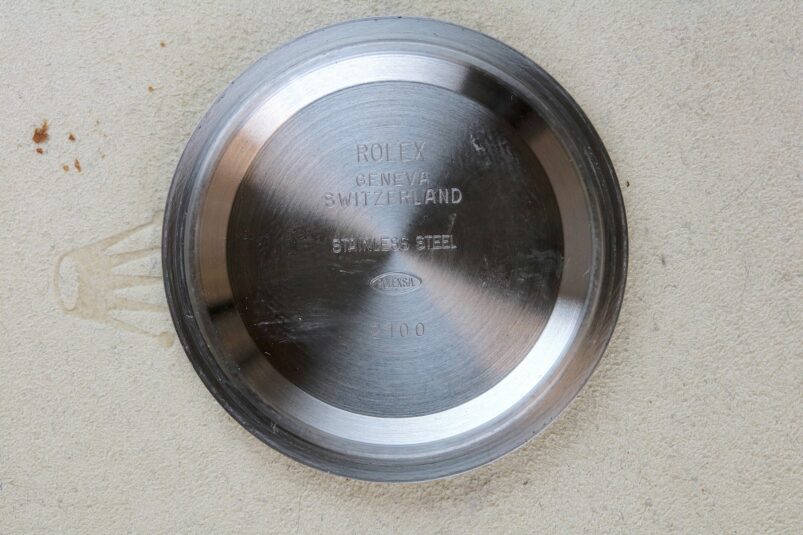 ROLEX
GENEVA
SWITZERLAND
STAINLESS STEEL